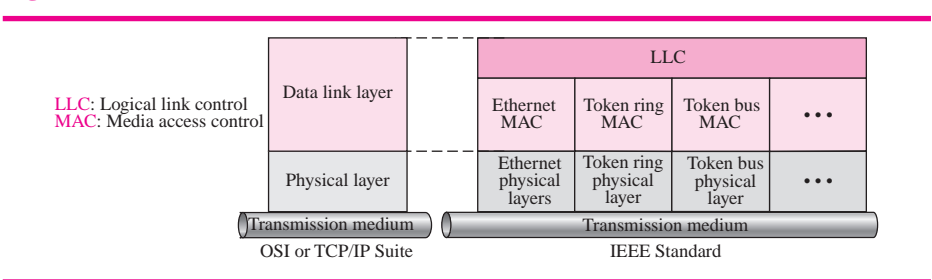 LLC: Logical link control
MAC: Media access control
Data link layer
Physical layer
Transmission medium
OSI or TCP/IP Suite
LLC
Ethernet
MAC
Token ring
MAC
Token bus
MAC
•••
Ethernet
physical
layers
Token ring
physical
layer
Token bus
physical
layer
•••
Transmission medium
IEEE Standard